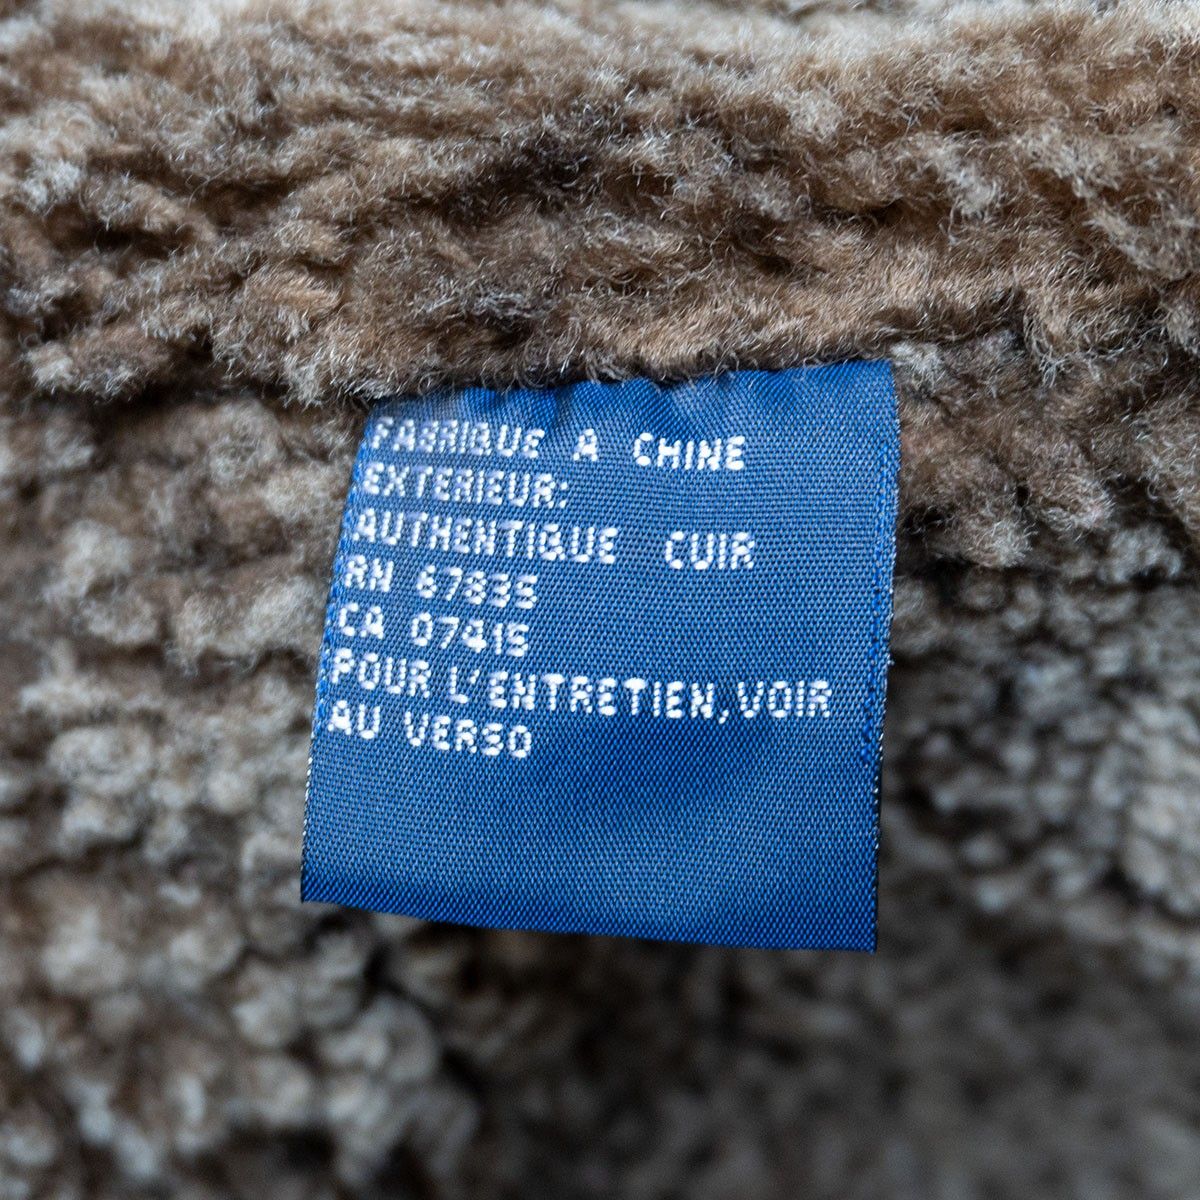 FABRIQUE A CHINE
EXTERIEUR:
AUTHENTIQUE CUIR
RN 67835
CA 07415
POUR L'ENTRETIEN, VOIR
AU VERSO